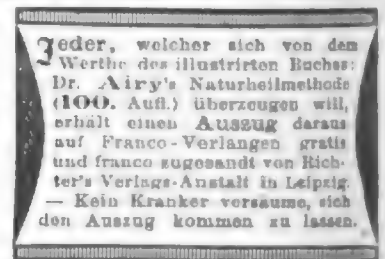 Jeder, welcher sich von dem
Werthe des illustrirten Buches:
Dr. Airy's Naturheilmethode
(100. Aufl.) überzeugen will,
erhält einen Auszug daraus
auf Franco-Verlangen gratis
und franco zugesandt von Rich-
ter's Verlags-Anstalt in Leipzig.
— Kein Kranker versäume, sich
den Auszug kommen zu lassen.